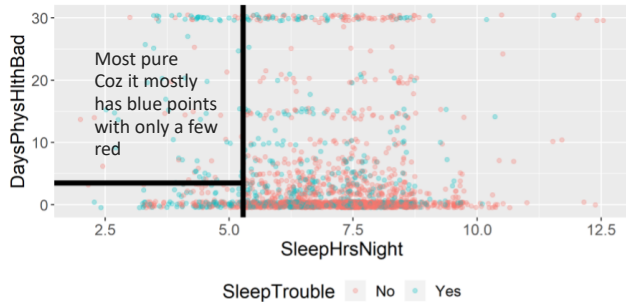 30
20
10
0
DaysPhysHlthBad
Most pure
Coz it mostly
has blue points
with only a few
red
2.5 5.0 7.5 10.0 12.5
SleepHrsNight
SleepTrouble No Yes